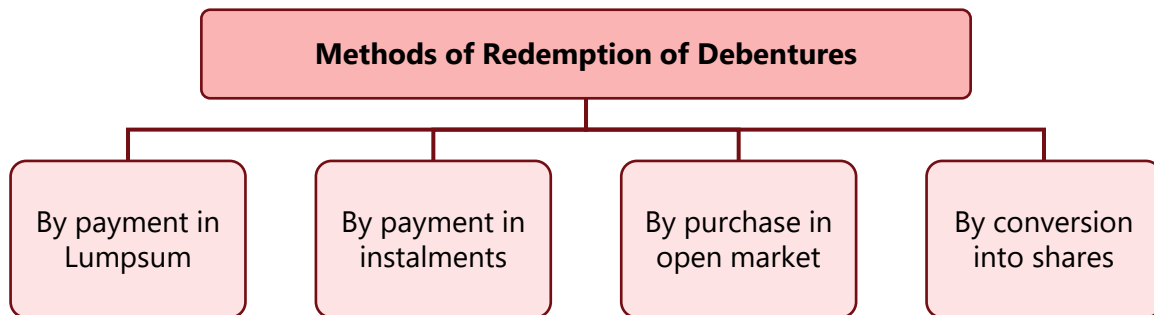 Methods of Redemption of Debentures
By payment in
Lumpsum
By payment in
instalments
By purchase in
open market
By conversion
into shares